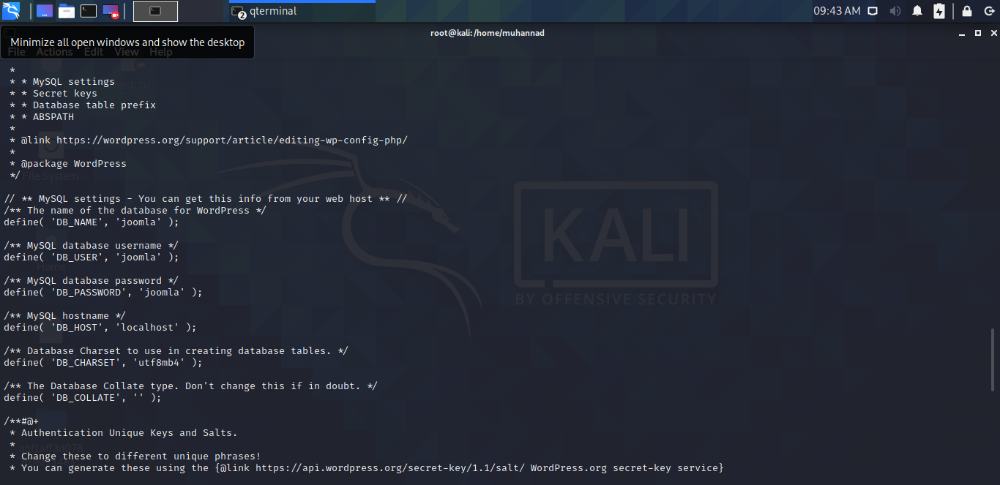 qterminal
2
09:43 AM
root@kali: /home/muhannad
Minimize all open windows and show the desktop
File Actions Edit View Help
*
* * MySQL settings
* * Secret keys
* * Database table prefix
* * ABSPATH
*
* @link https://wordpress.org/support/article/editing-wp-config-php/
*
* @package WordPress
*/
File System
// ** MySQL settings - You can get this info from your web host ** //
/** The name of the database for WordPress */
define( 'DB_NAME', 'joomla' );
/** MySQL database username */
define( 'DB_USER', 'joomla' );
Home
/** MySQL database password */
define( 'DB_PASSWORD', 'joomla' );
/** MySQL hostname */
define( 'DB_HOST', 'localhost' );
/** Database Charset to use in creating database tables. */
define( 'DB_CHARSET', 'utf8mb4' );
/** The Database Collate type. Don't change this if in doubt. */
define( 'DB_COLLATE', '' );
/**#@+
* Authentication Unique Keys and Salts.
*
* Change these to different unique phrases!
* You can generate these using the {@link https://api.wordpress.org/secret-key/1.1/salt/ WordPress.org secret-key service}
KALI
BY OFFENSIVE SECURITY